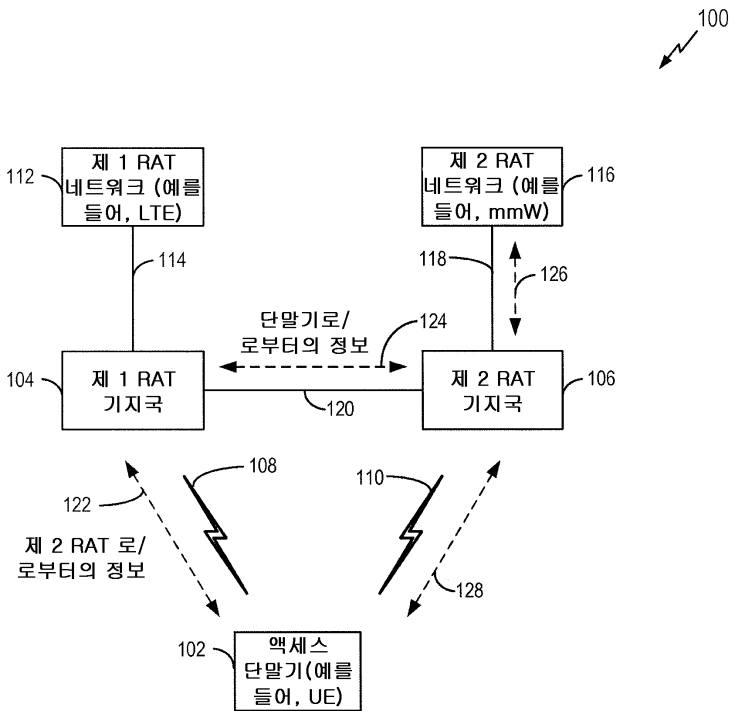 100
제 1 RAT
네트워크 (예를
들어, LTE)
112
제 2 RAT
네트워크 (예를
들어, mmW)
116
114
118
126
단말기로/
로부터의 정보
124
104
제 1 RAT
기지국
120
제 2 RAT
기지국
106
108
110
122
제 2 RAT 로/
로부터의 정보
128
102
액세스
단말기(예를
들어, UE)